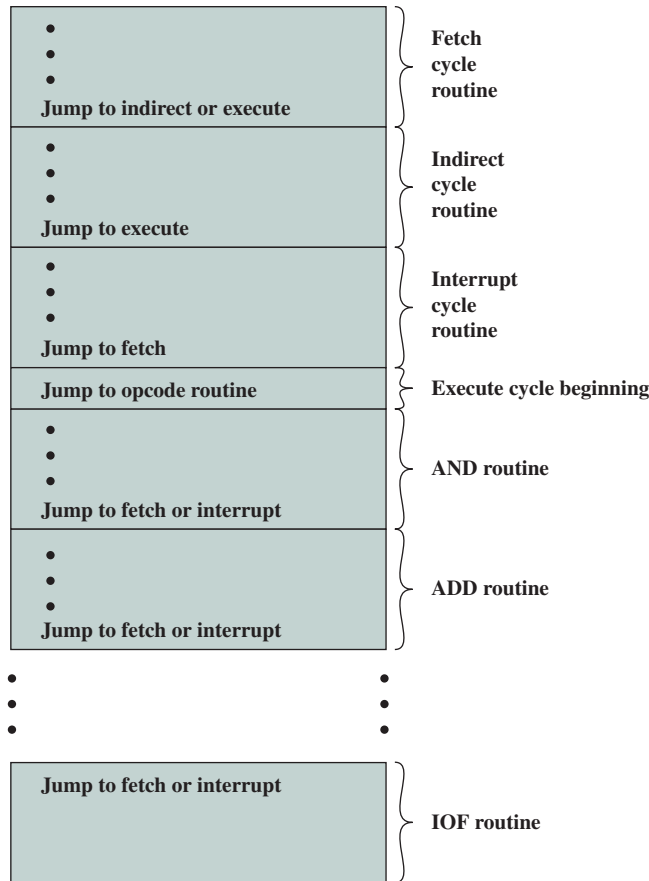 Jump to indirect or execute
Fetch
cycle
routine
Jump to execute
Indirect
cycle
routine
Jump to fetch
Interrupt
cycle
routine
Jump to opcode routine
Execute cycle beginning
Jump to fetch or interrupt
AND routine
Jump to fetch or interrupt
ADD routine
Jump to fetch or interrupt
IOF routine